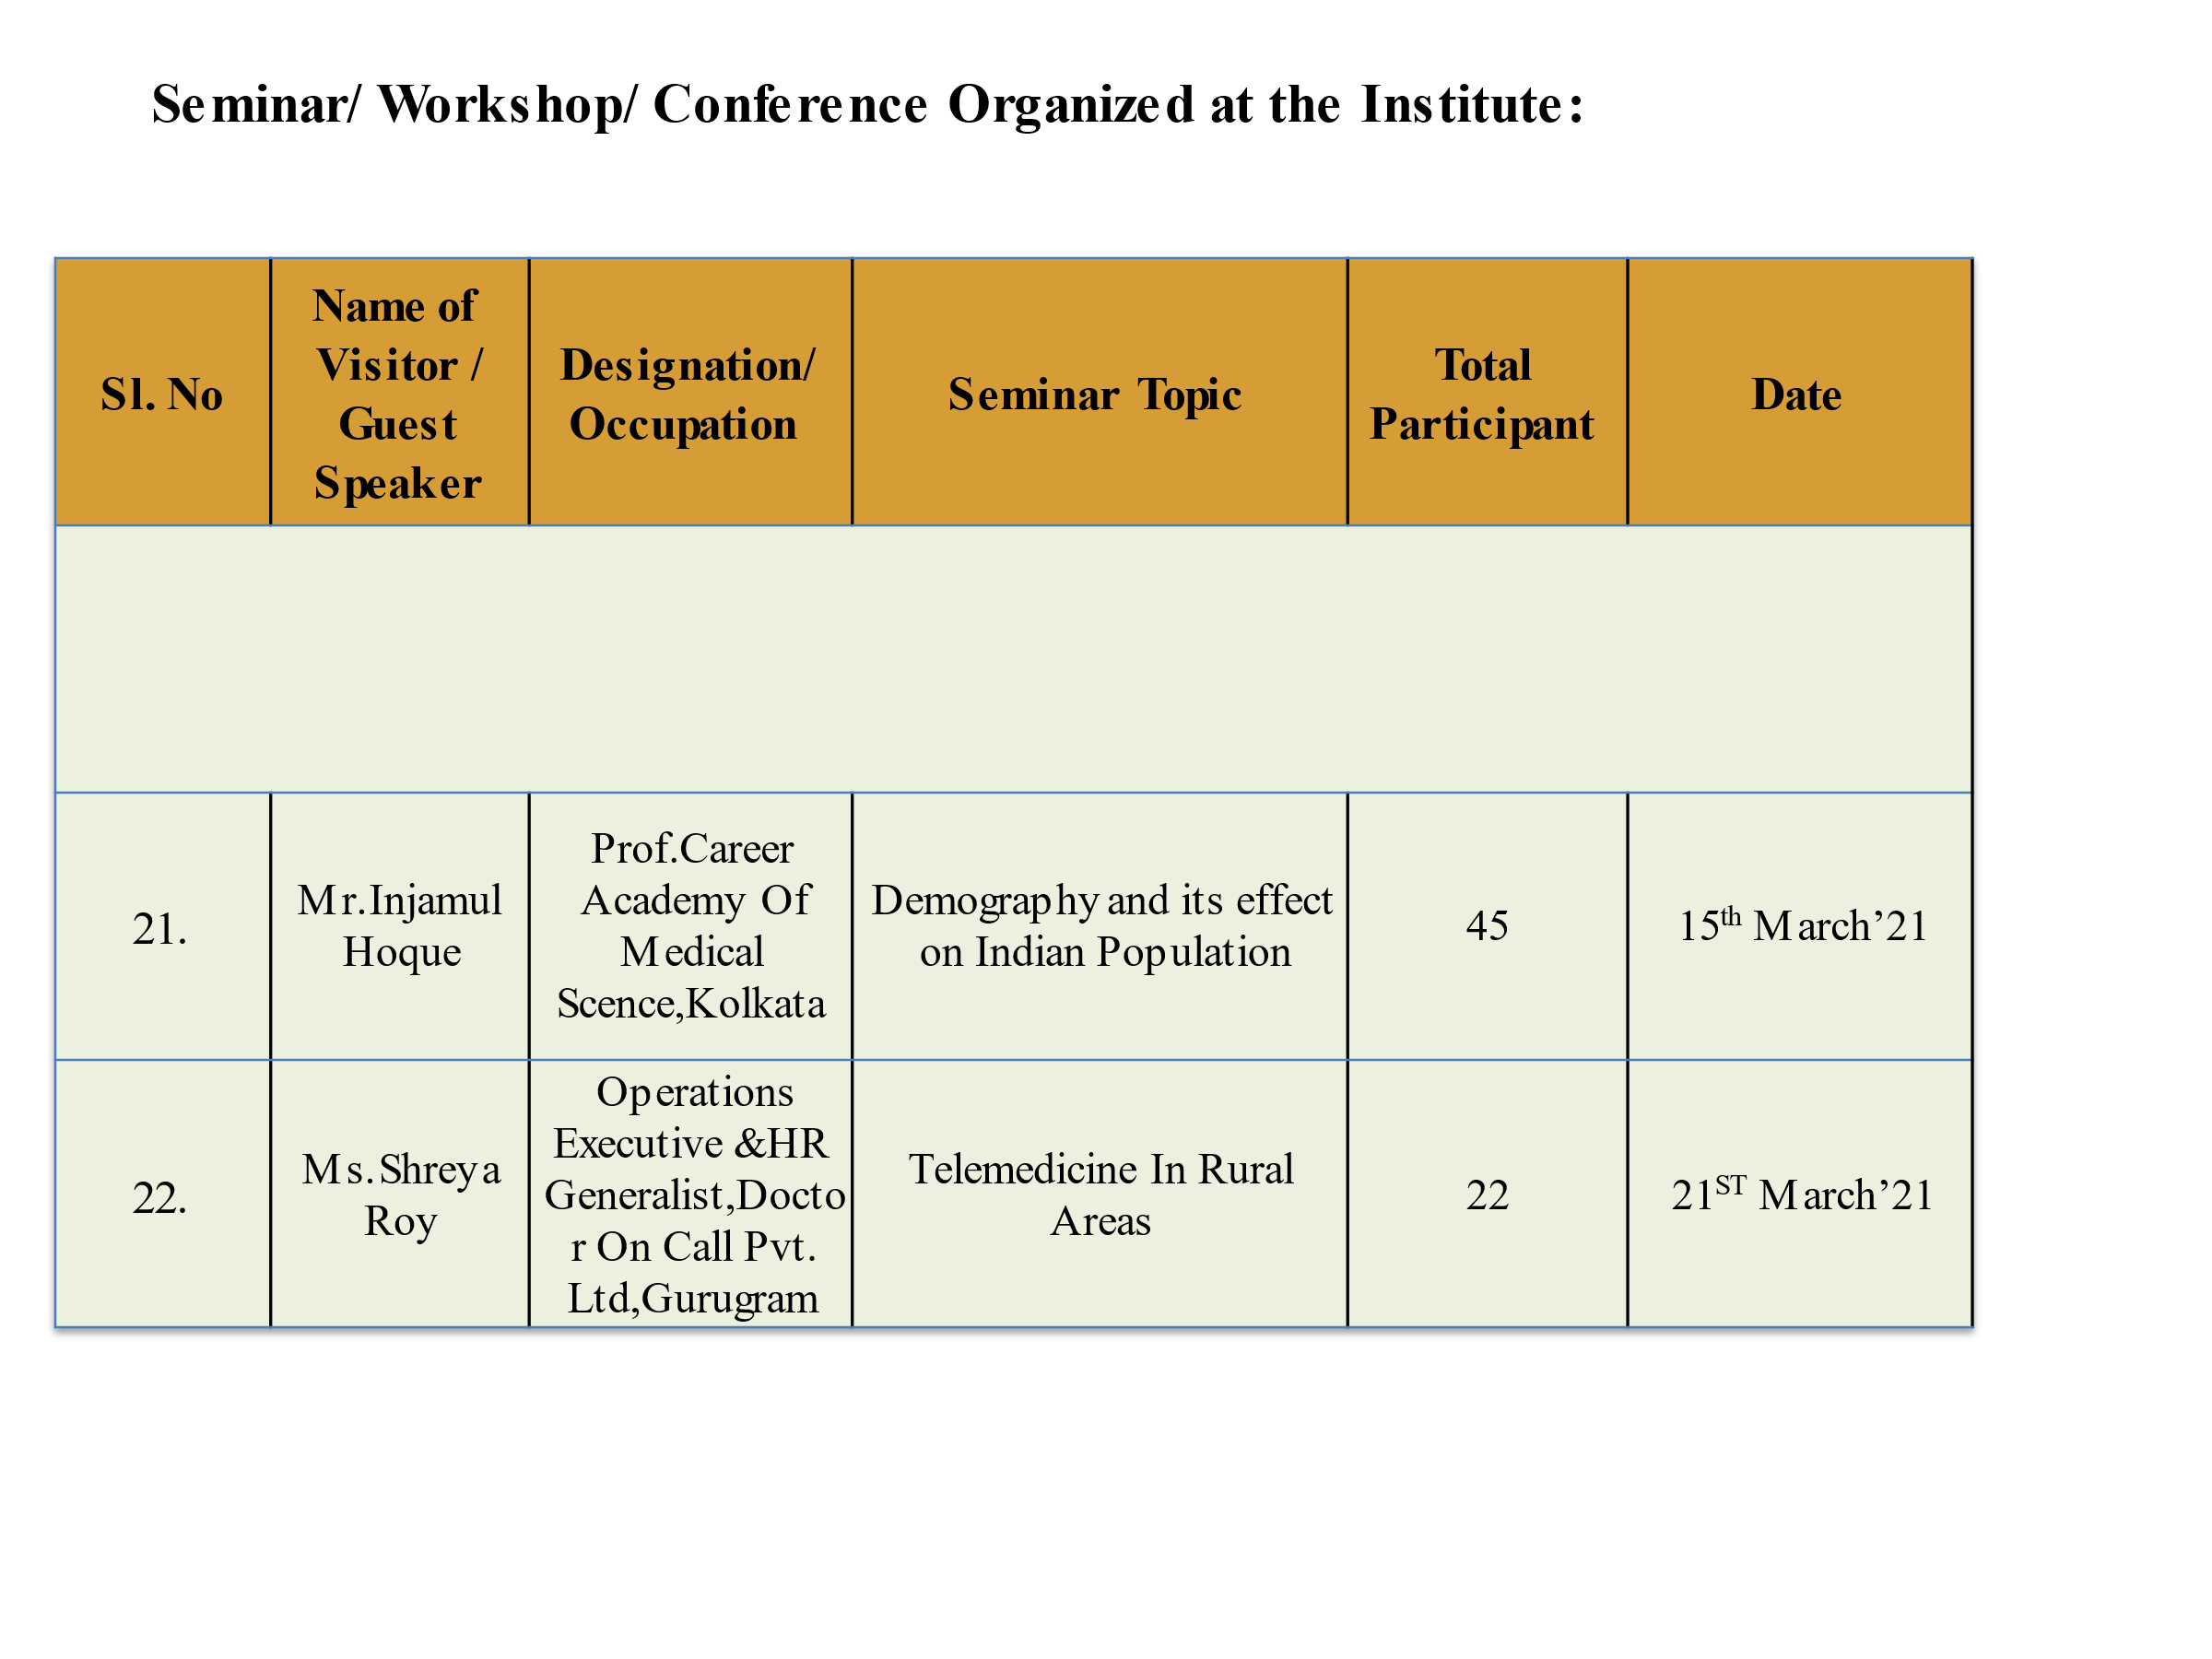 Seminar/ Workshop/ Conference Organized at the Institute:
Sl. No
Name of
Visitor /
Guest
Speaker
Designation/
Occupation
Seminar Topic
Total
Participant
Date
21.
Mr.Injamul
Hoque
Prof.Career
Academy Of
Medical
Scence,Kolkata
Demography and its effect
on Indian Population
45
15th March’21
22.
Ms.Shreya
Roy
Operations
Executive &HR
Generalist,Docto
r On Call Pvt.
Ltd,Gurugram
Telemedicine In Rural
Areas
22
21ST March’21